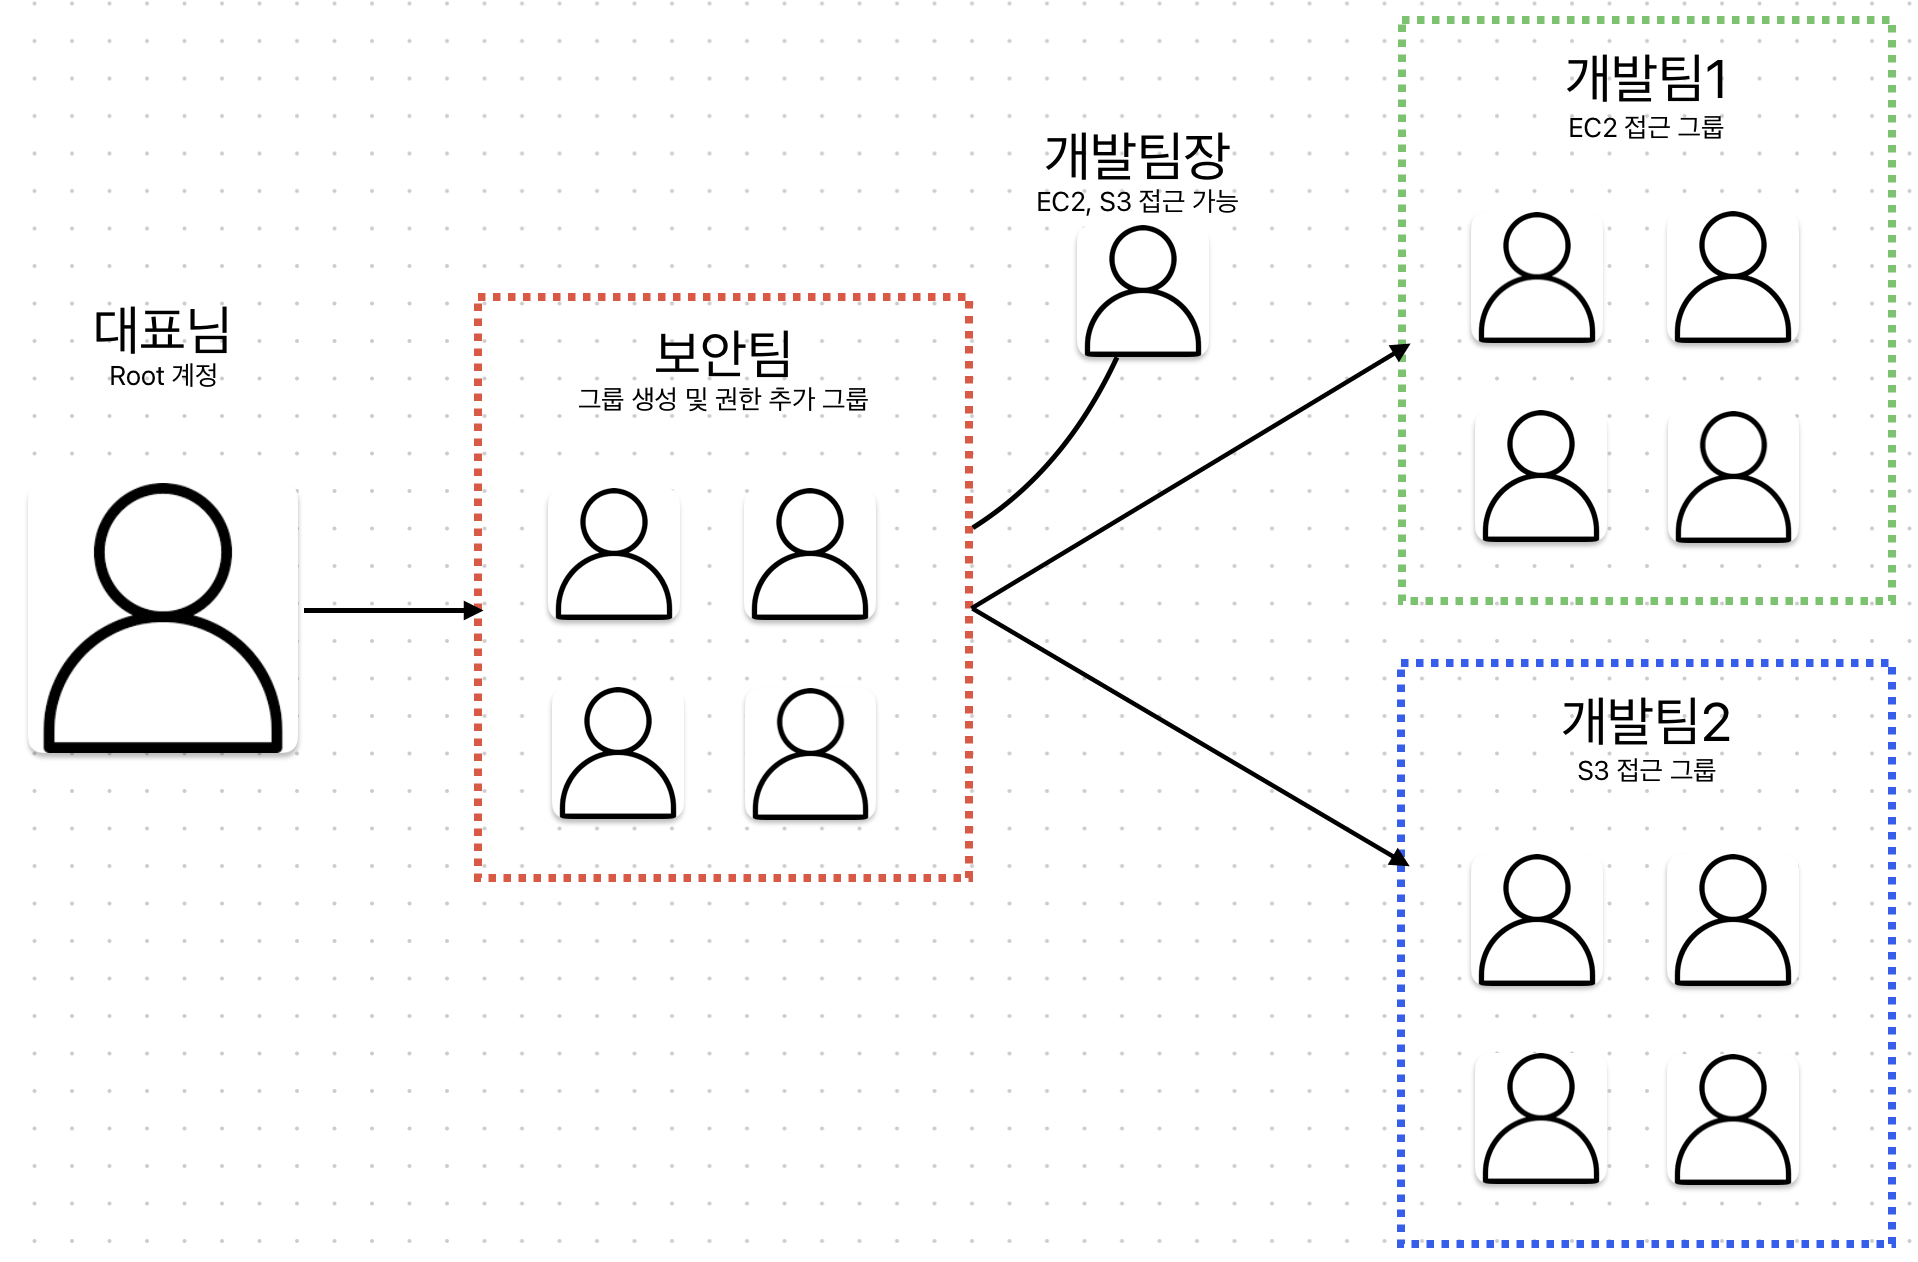 대표님
Root 계정
보안팀
그룹 생성 및 권한 추가 그룹
개발팀장
EC2, S3 접근 가능
개발팀1
EC2 접근 그룹
개발팀2
S3 접근 그룹